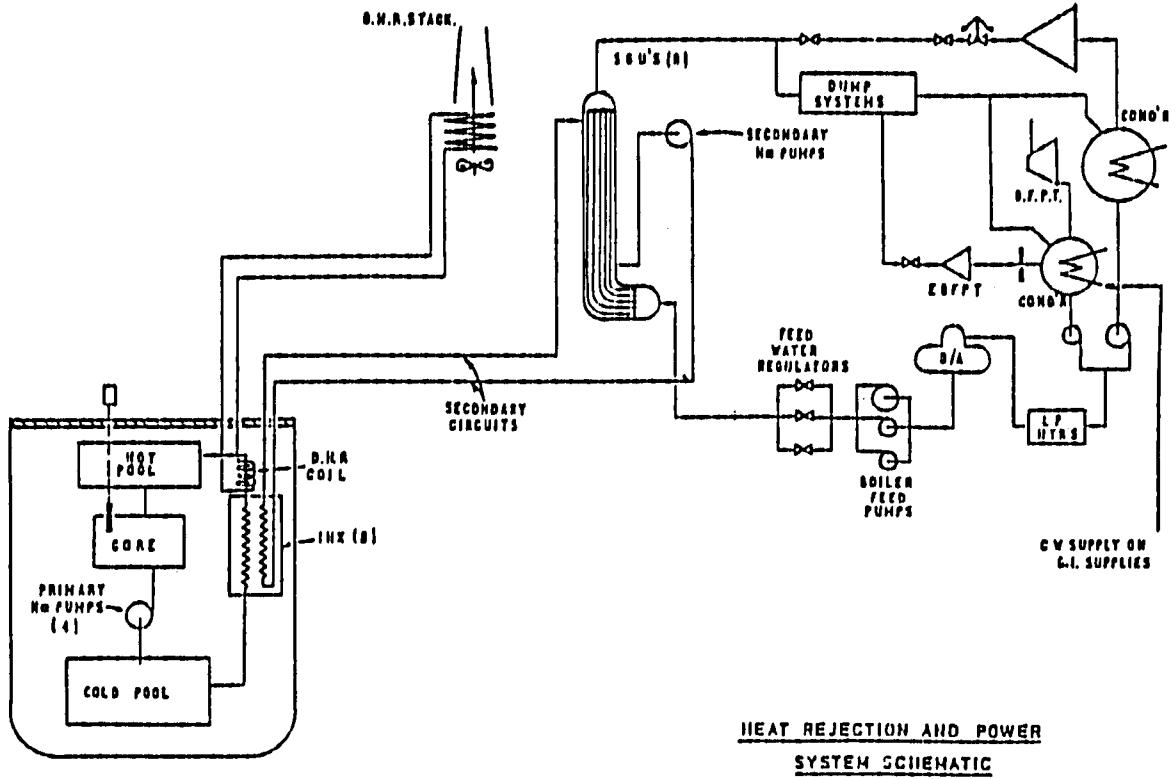 D.H.R. STACK.
SGU'S (8)
DUMP
SYSTEMS
COND'R
SECONDARY
Na PUMPS
B.F.P.T.
EBFPT
COND'R
FEED
WATER
REGULATORS
D/A
SECONDARY
CIRCUITS
HOT
POOL
D.H.R
COIL
L.P
HTRS
BOILER
FEED
PUMPS
CORE
IHX (8)
CW SUPPLY ON
G.T. SUPPLIES
PRIMARY
Na PUMPS
(4)
COLD POOL
HEAT REJECTION AND POWER
SYSTEM SCHEMATIC